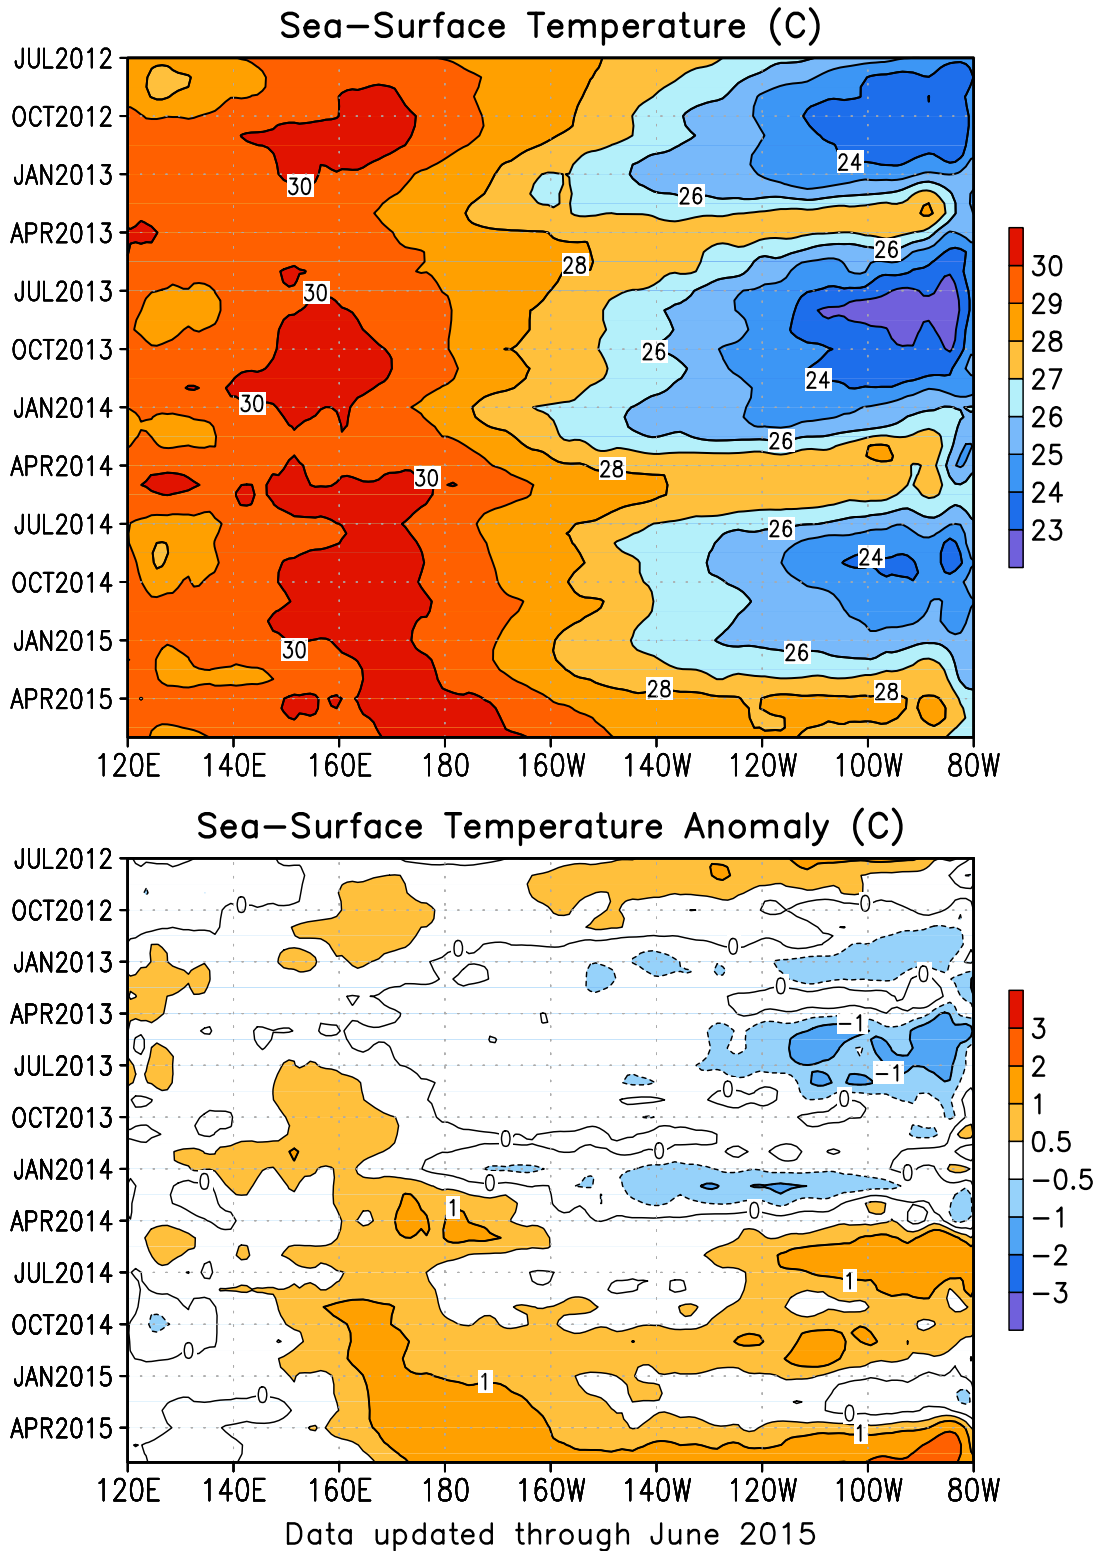 Sea-Surface Temperature (C)
JUL2012
OCT2012
JAN2013
APR2013
JUL2013
OCT2013
JAN2014
APR2014
JUL2014
OCT2014
JAN2015
APR2015
24
30
26
26
28
30
26
24
30
26
28
30
26
24
30
26
28
28
120E 140E 160E 180 160W 140W 120W 100W 80W
30
29
28
27
26
25
24
23
Sea-Surface Temperature Anomaly (C)
JUL2012
OCT2012
JAN2013
APR2013
JUL2013
OCT2013
JAN2014
APR2014
JUL2014
OCT2014
JAN2015
APR2015
0
0
0
0
0
0
-1
-1
0
0
0
0
0
0
1
0
1
0
1
0
0
1
120E 140E 160E 180 160W 140W 120W 100W 80W
3
2
1
0.5
-0.5
-1
-2
-3
Data updated through June 2015